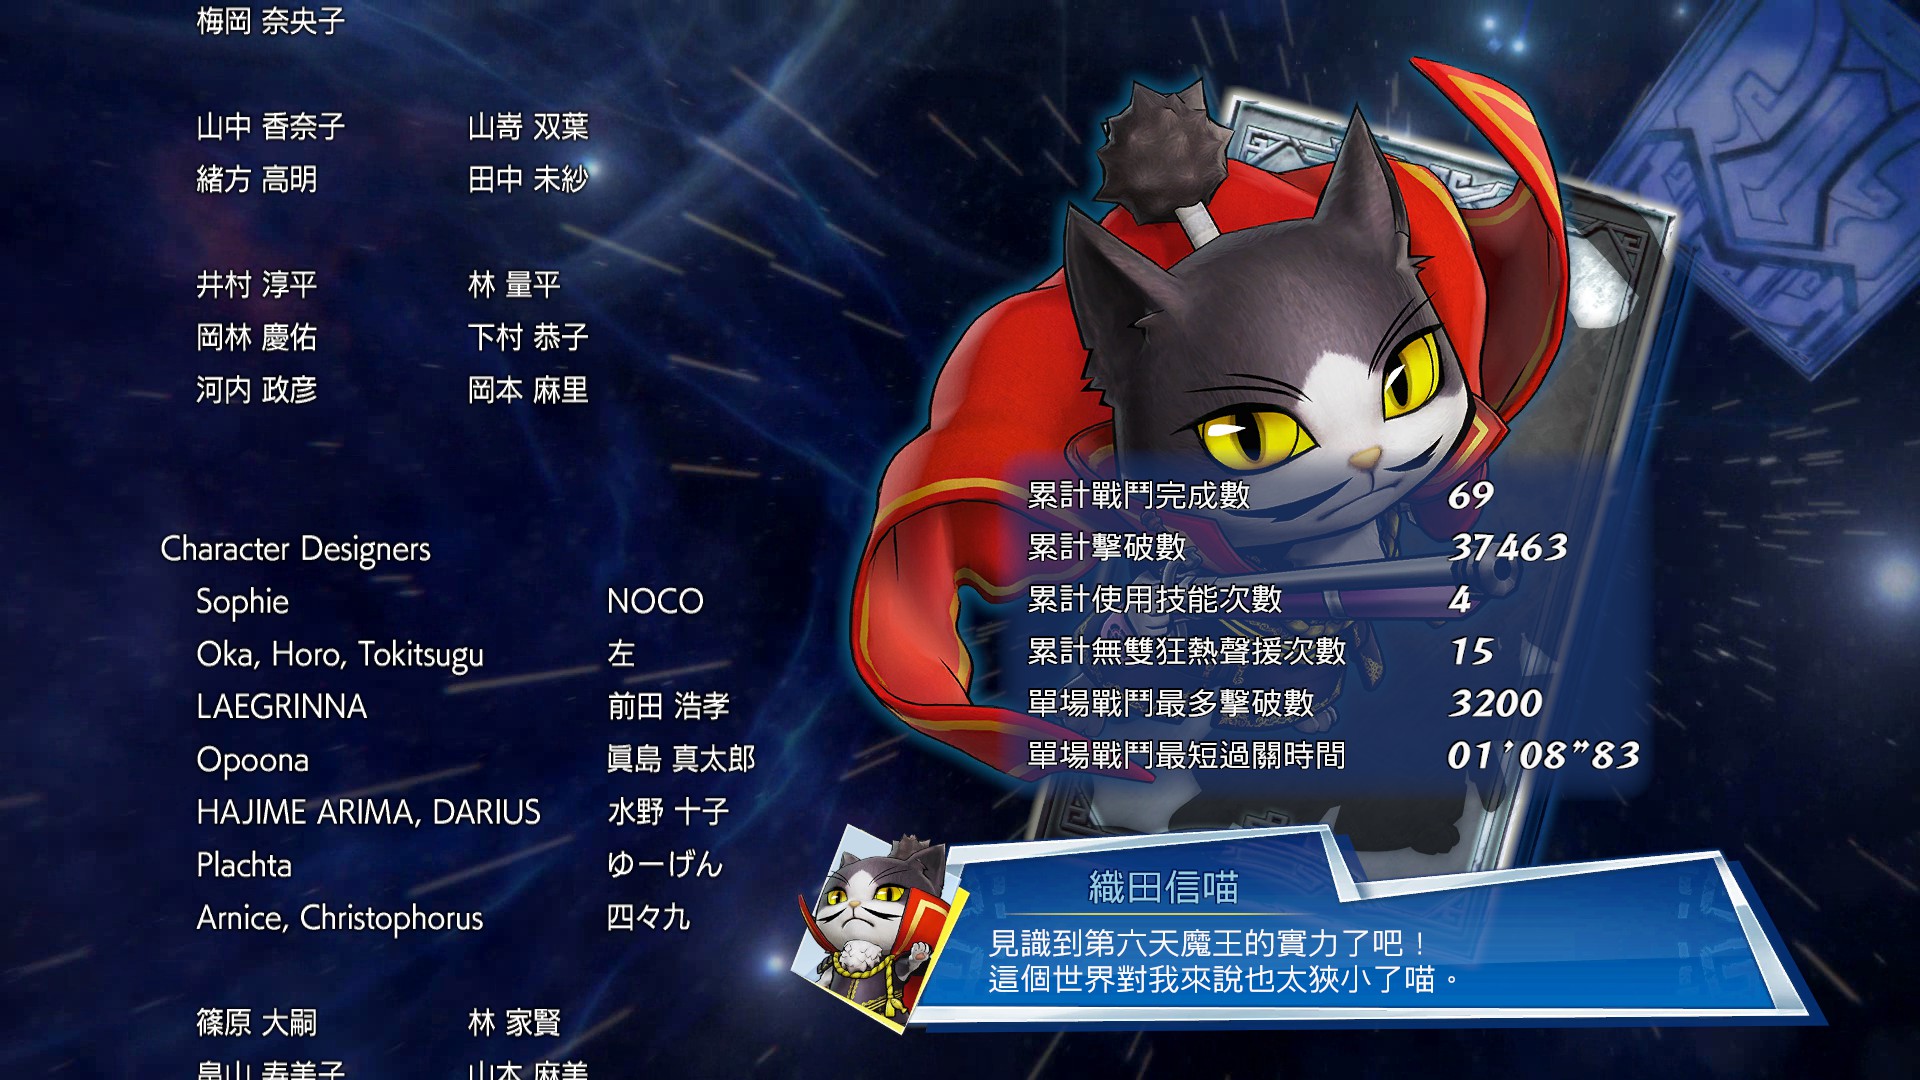 梅岡 奈央子
山中 香奈子 山嵜 双葉
緒方 高明 田中 未紗
井村 淳平 林 量平
岡林 慶佑 下村 恭子
河内 政彦 岡本 麻里
Character Designers
Sophie NOCO
Oka, Horo, Tokitsugu 左
LAEGRINNA 前田 浩孝
Opoona 眞島 真太郎
HAJIME ARIMA, DARIUS 水野 十子
Plachta ゆーげん
Arnice, Christophorus 四々九
篠原 大嗣 林 家賢
畠山 寿美子 山本 麻美
累計戰鬥完成數 69
累計擊破數 37463
累計使用技能次數 4
累計無雙狂熱聲援次數 15
單場戰鬥最多擊破數 3200
單場戰鬥最短過關時間 01'08"83
織田信喵
見識到第六天魔王的實力了吧！
這個世界對我來說也太狹小了喵。